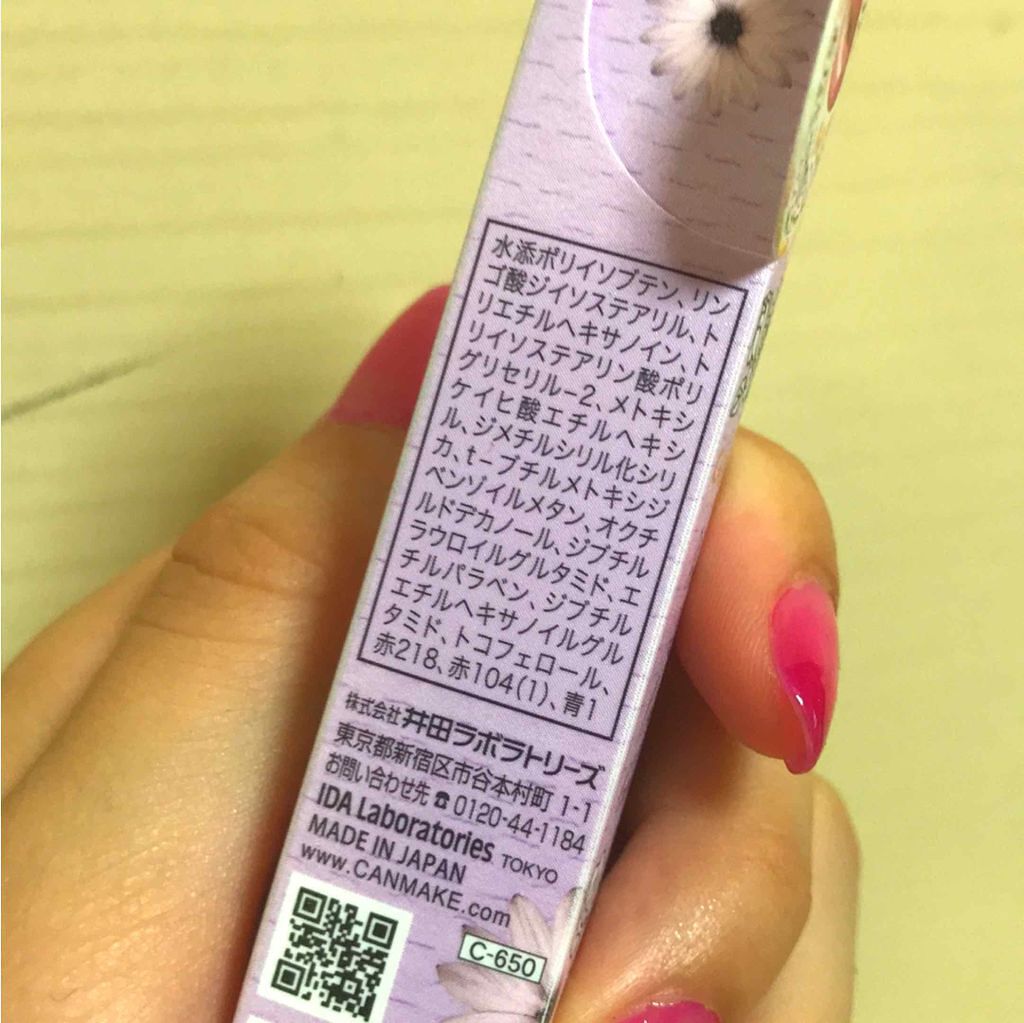 水添ポリイソブテン、リン
ゴ酸ジイソステアリル、ト
リエチルヘキサノイン、ト
リイソステアリン酸ポリ
グリセリル-2、メトキシ
ケイヒ酸エチルヘキシ
ル、ジメチルシリル化シリ
カ、t-ブチルメトキシジ
ベンゾイルメタン、オクチ
ルドデカノール、ジブチル
ラウロイルグルタミド、エ
チルパラベン、ジブチル
エチルヘキサノイルグル
タミド、トコフェロール、
赤218、赤104(1)、青1
株式会社 井田ラボラトリーズ
東京都新宿区市谷本村町 1-1
お問い合わせ先 ☎ 0120-44-1184
IDA Laboratories TOKYO
MADE IN JAPAN
www.CANMAKE.com
C-650